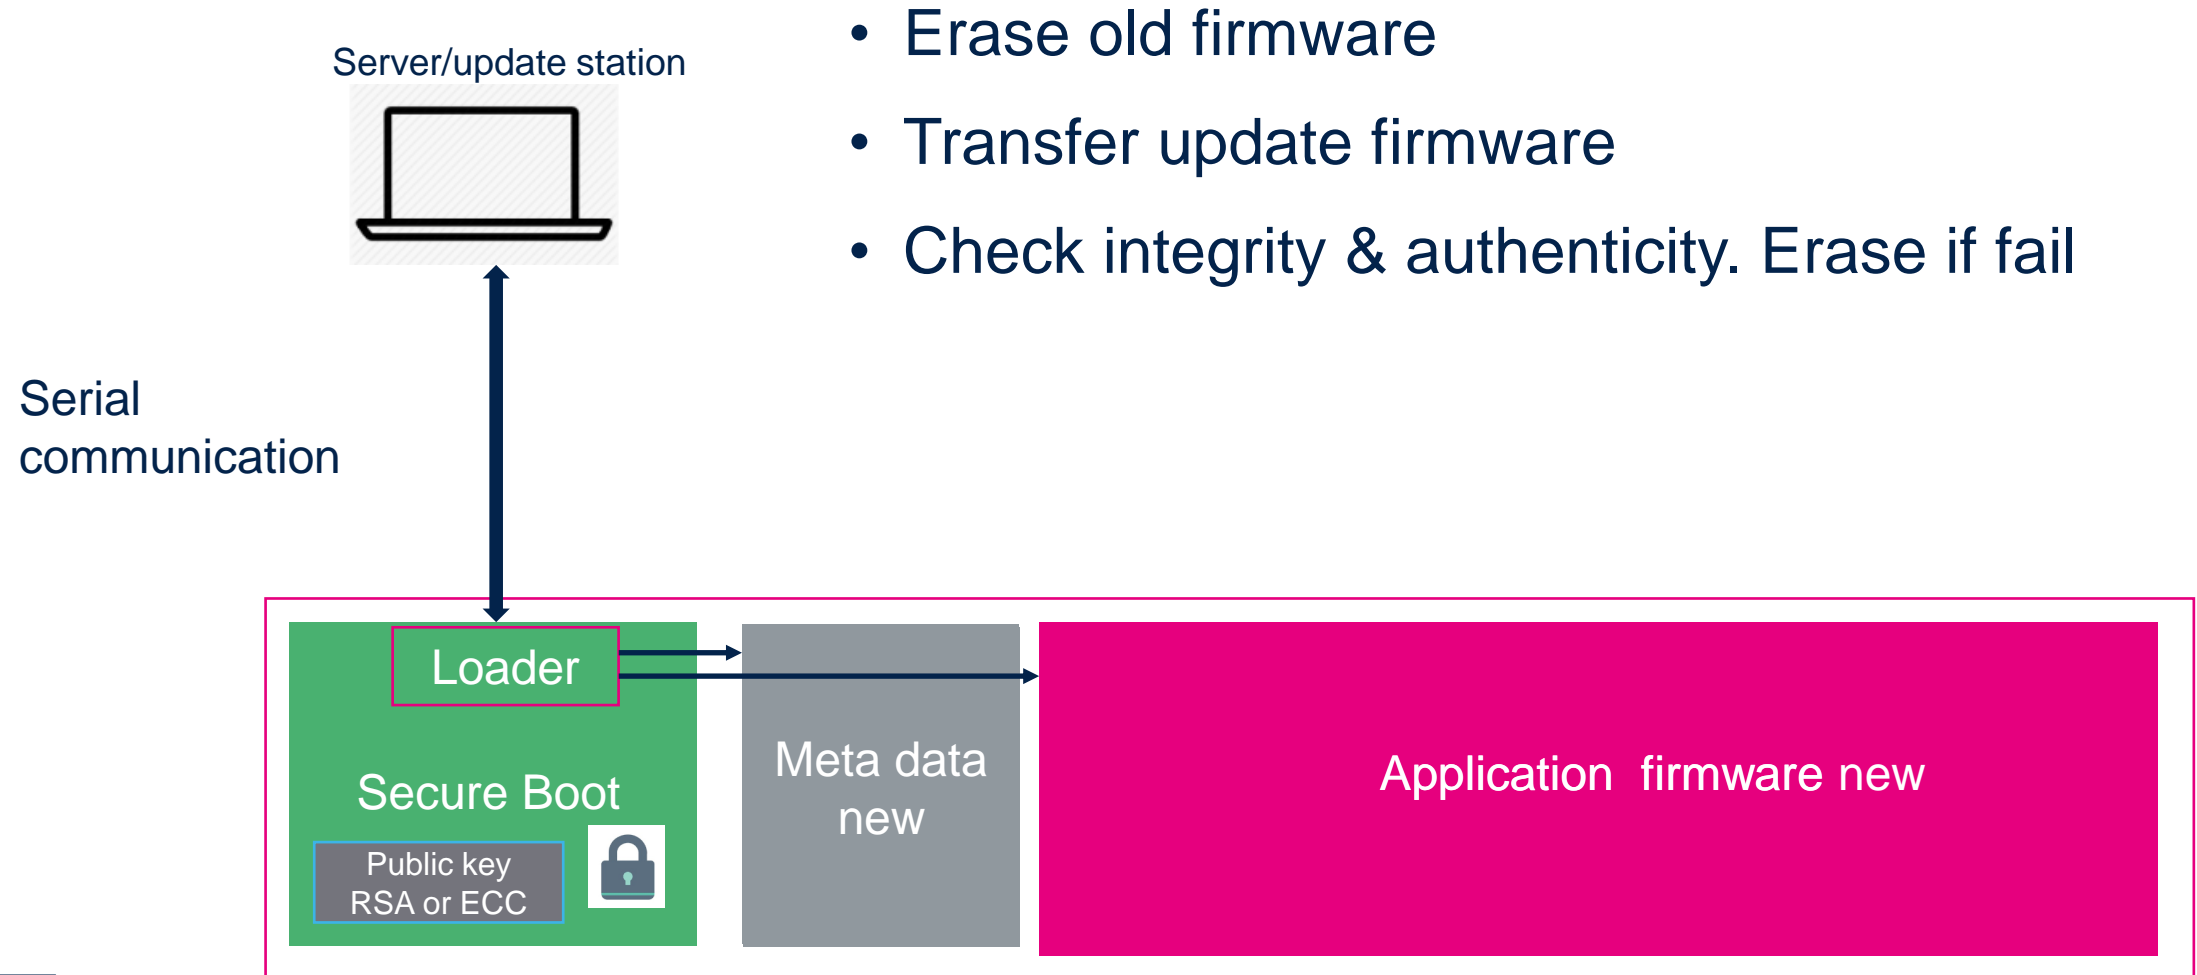 Server/update station
• Erase old firmware
• Transfer update firmware
• Check integrity & authenticity. Erase if fail
Serial
communication
Loader
Secure Boot
Public key
RSA or ECC
Meta data
new
Application firmware new